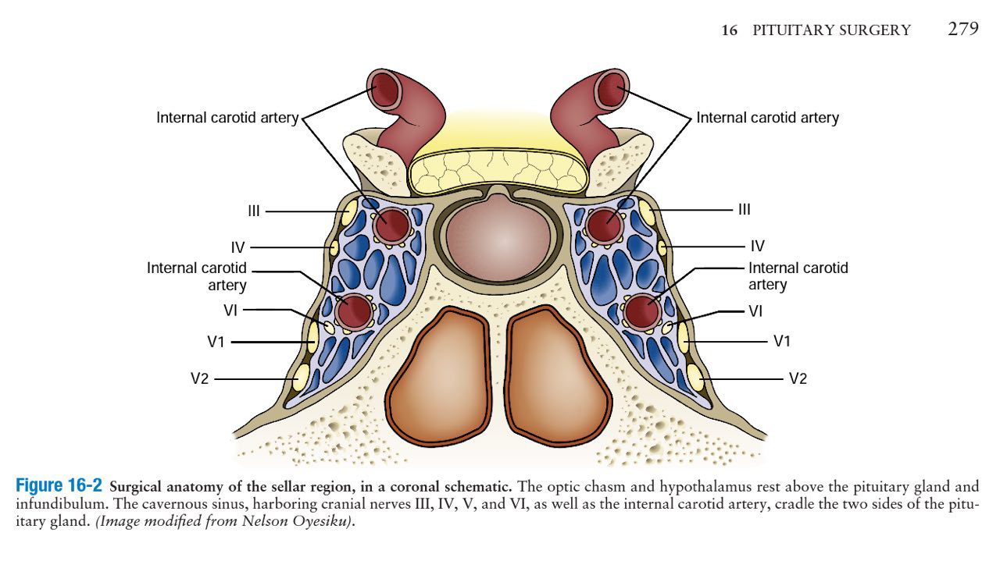 16 PITUITARY SURGERY 279
Internal carotid artery
Internal carotid artery
III
III
IV
IV
Internal carotid
artery
Internal carotid
artery
VI
VI
V1
V1
V2
V2
Figure 16-2 Surgical anatomy of the sellar region, in a coronal schematic. The optic chasm and hypothalamus rest above the pituitary gland and
infundibulum. The cavernous sinus, harboring cranial nerves III, IV, V, and VI, as well as the internal carotid artery, cradle the two sides of the pitu-
itary gland. (Image modified from Nelson Oyesiku).